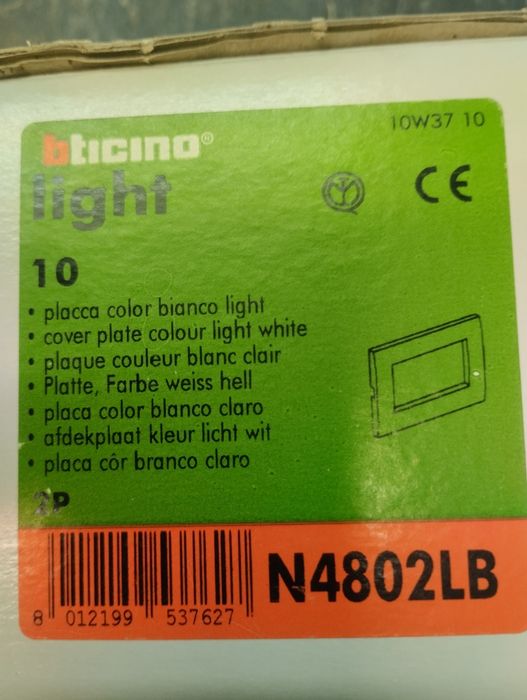 bticino®
10W37 10
light
CE
10
• placca color bianco light
• cover plate colour light white
• plaque couleur blanc clair
• Platte, Farbe weiss hell
• placa color blanco claro
• afdekplaat kleur licht wit
• placa côr branco claro
2P
N4802LB
8 012199 537627